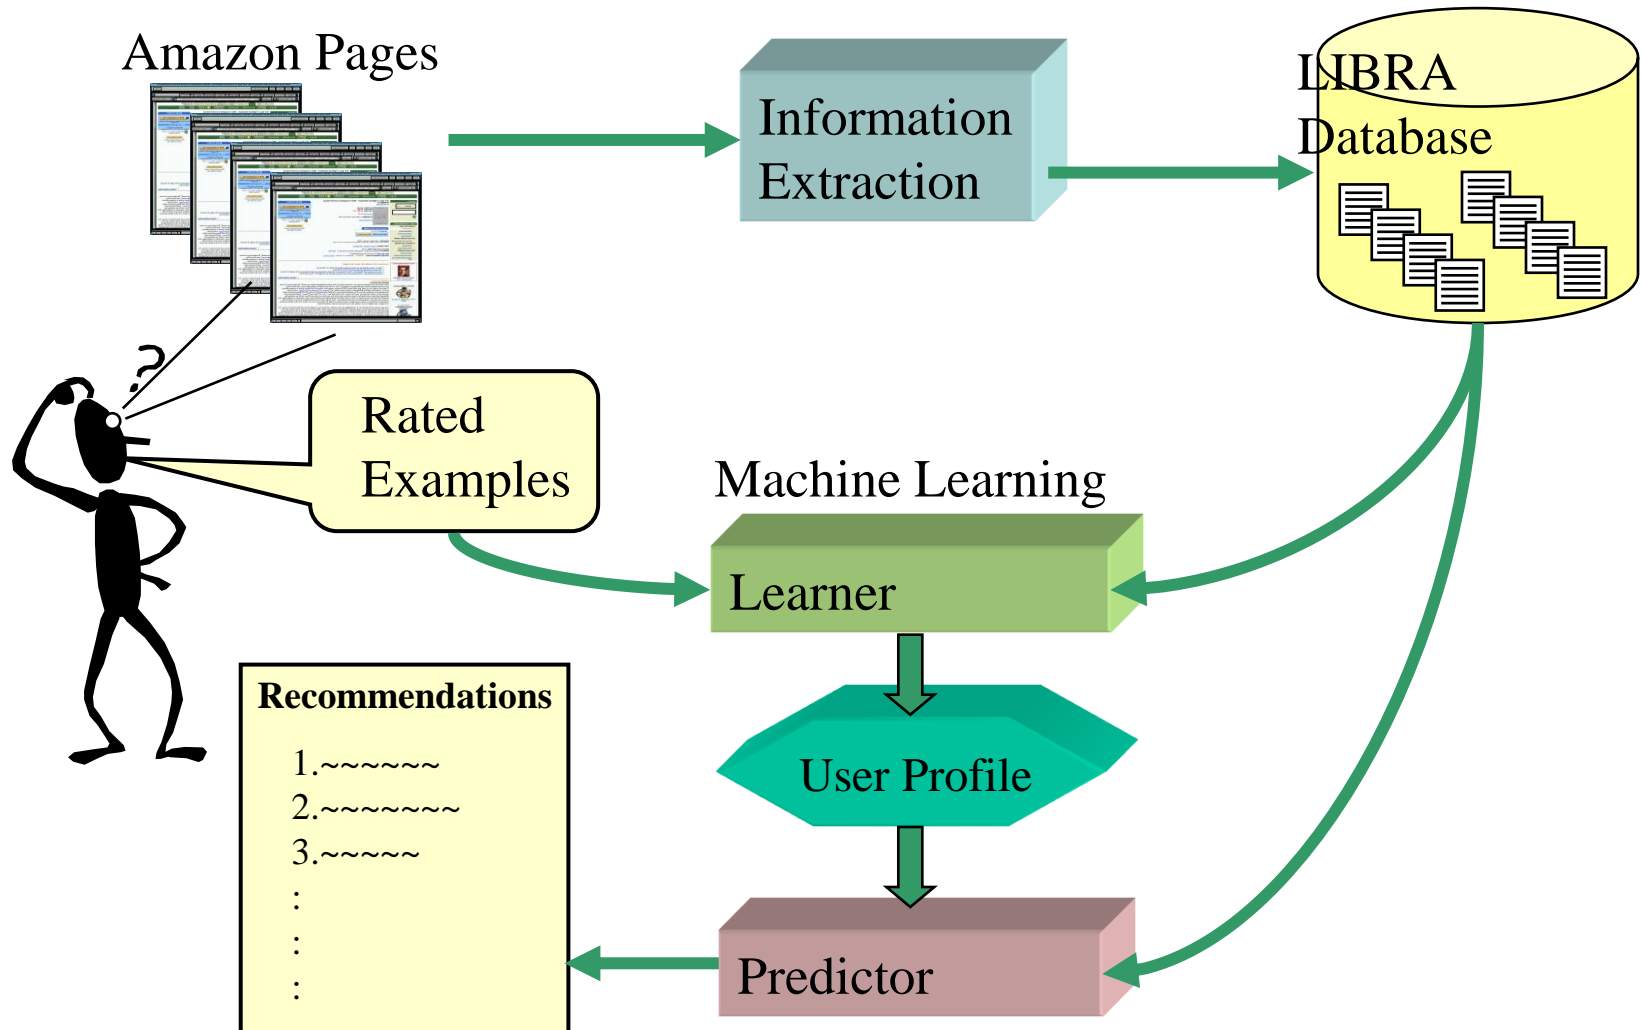 Amazon Pages
Information
Extraction
LIBRA
Database
?
Rated
Examples
Machine Learning
Learner
User Profile
Predictor
Recommendations
1.~~~~~~
2.~~~~~~~
3.~~~~~
:
:
: